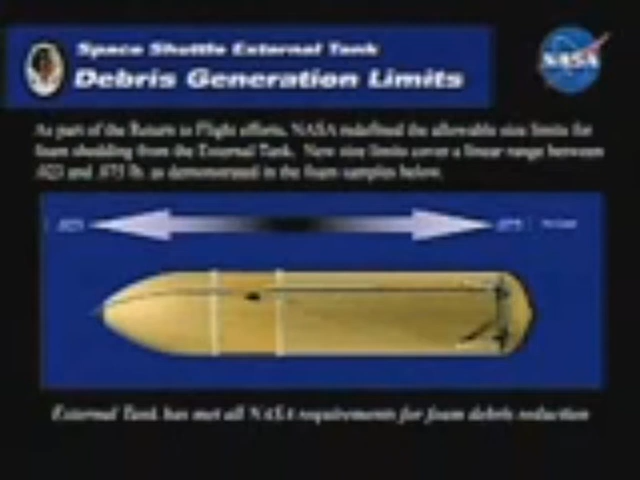 Space Shuttle External Tank
Debris Generation Limits
NASA
As part of the Return to Flight efforts, NASA redefined the allowable size limits for
foam shedding from the External Tank. New size limits cover a linear range between
.023 and .075 lb. as demonstrated in the foam samples below.
External Tank has met all NASA requirements for foam debris reduction